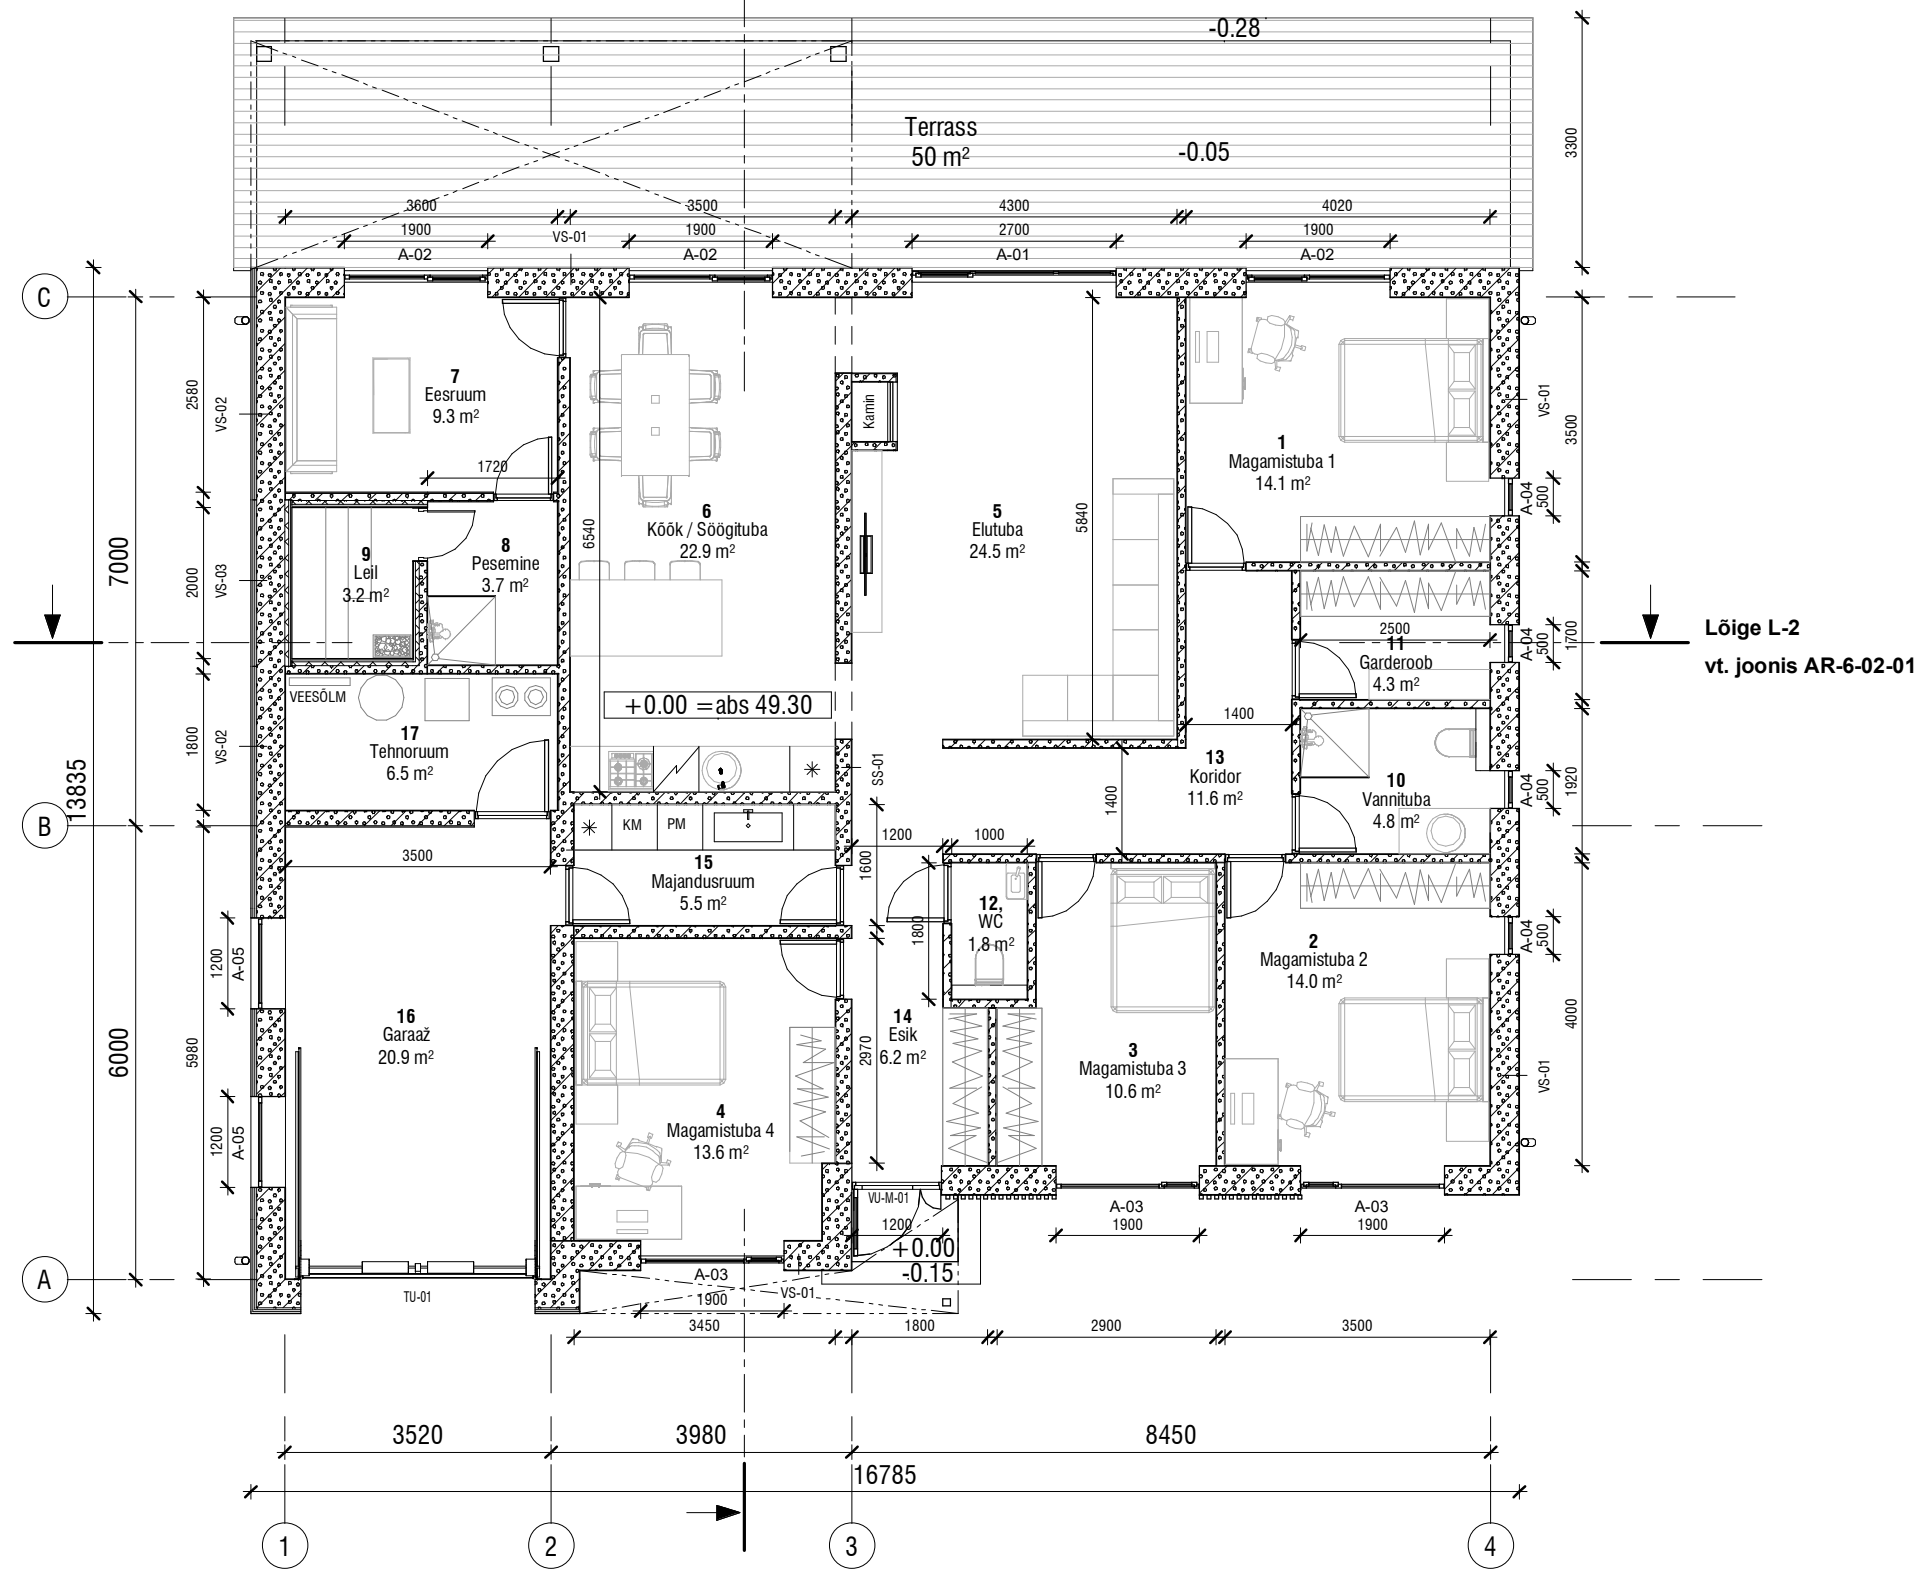 -0.28
Terrass
50 m²
-0.05
3300
3600
3500
4300
4020
1900
VS-01
1900
2700
1900
A-02
A-02
A-01
A-02
C
7
Eesruum
9.3 m²
2580
VS-02
1720
Kamin
6540
5840
1
Magamistuba 1
14.1 m²
VS-01
3500
A-04
500
6
Köök / Söögituba
22.9 m²
5
Elutuba
24.5 m²
9
Leil
3.2 m²
8
Pesemine
3.7 m²
7000
2000
VS-03
2500
11
Garderoob
4.3 m²
A-04
500
1700
Lõige L-2
vt. joonis AR-6-02-01
VEESÕLM
+0.00 =abs 49.30
17
Tehnoruum
6.5 m²
1800
VS-02
13835
1400
SS-01
13
Koridor
11.6 m²
1400
10
Vannituba
4.8 m²
A-04
500
1920
B
KM
PM
1200
1000
3500
15
Majandusruum
5.5 m²
1600
12,
WC
1.8 m²
1800
1200
A-05
2
Magamistuba 2
14.0 m²
A-04
500
16
Garaaž
20.9 m²
14
Esik
6.2 m²
2970
3
Magamistuba 3
10.6 m²
4000
VS-01
6000
5980
4
Magamistuba 4
13.6 m²
1200
A-05
VU-M-01
1200
+0.00
-0.15
A-03
1900
A-03
1900
A
TU-01
A-03
VS-01
1900
3450
1800
2900
3500
3520
3980
8450
16785
1
2
3
4